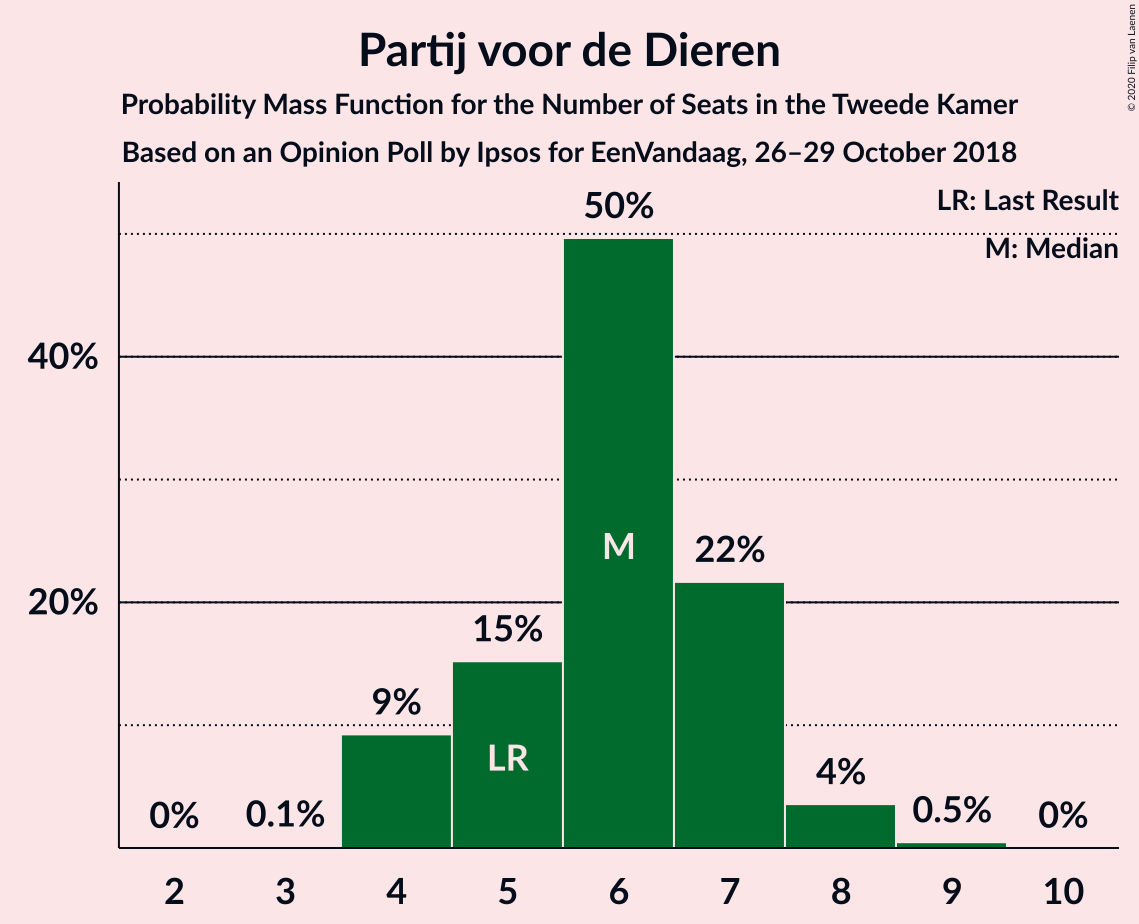 © 2020 Filip van Laenen
Partij voor de Dieren
Probability Mass Function for the Number of Seats in the Tweede Kamer
Based on an Opinion Poll by Ipsos for EenVandaag, 26–29 October 2018
LR: Last Result
M: Median
50%
40%
M
22%
20%
15%
9%
LR
4%
0%
0.1%
0.5%
0%
2 3 4 5 6 7 8 9 10